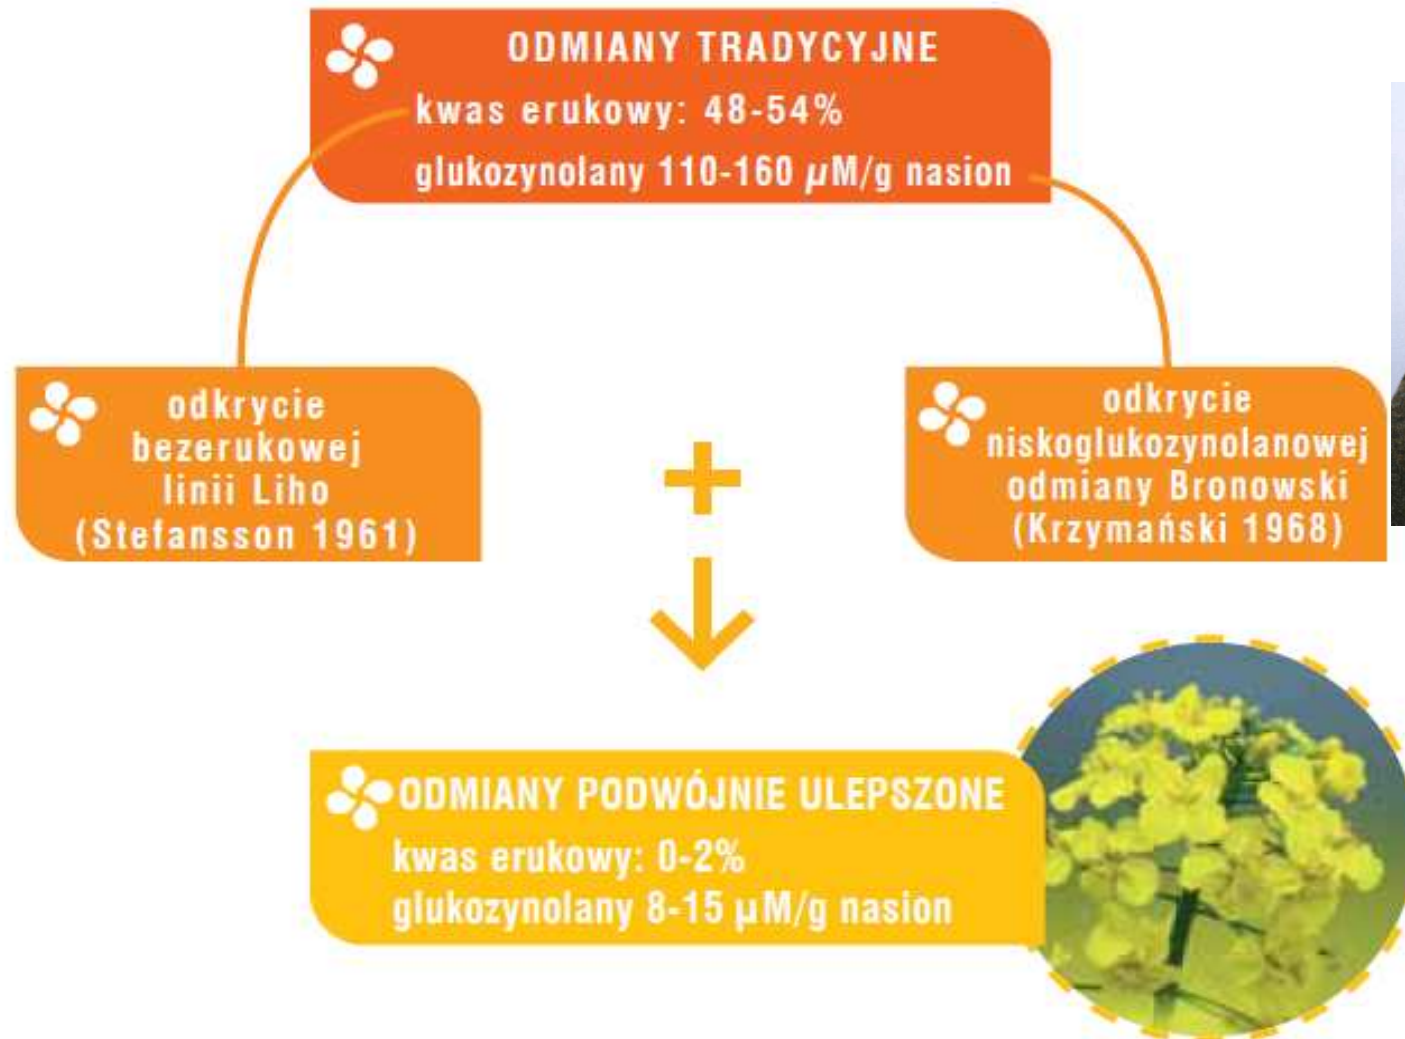 ODMIANY TRADYCYJNE
kwas erukowy: 48-54%
glukozynolany 110-160 µM/g nasion
odkrycie
bezerukowej
linii Liho
(Stefansson 1961)
+
odkrycie
niskoglukozynolanowej
odmiany Bronowski
(Krzymański 1968)
ODMIANY PODWÓJNIE ULEPSZONE
kwas erukowy: 0-2%
glukozynolany 8-15 µM/g nasion